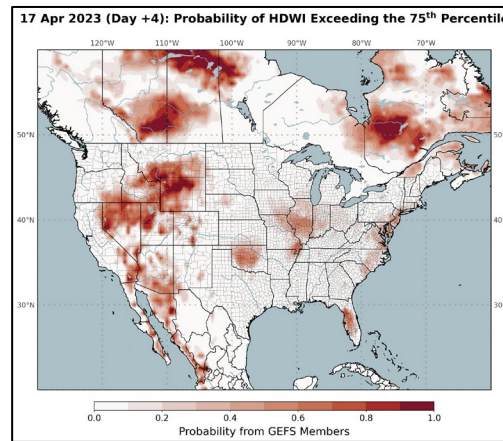 17 Apr 2023 (Day +4): Probability of HDWI Exceeding the 75th Percentile
120°W 110°W 100°W 90°W 80°W 70°W
50°N 50°N
40°N 40°N
30°N 30°N
0.0 0.2 0.4 0.6 0.8 1.0
Probability from GEFS Members